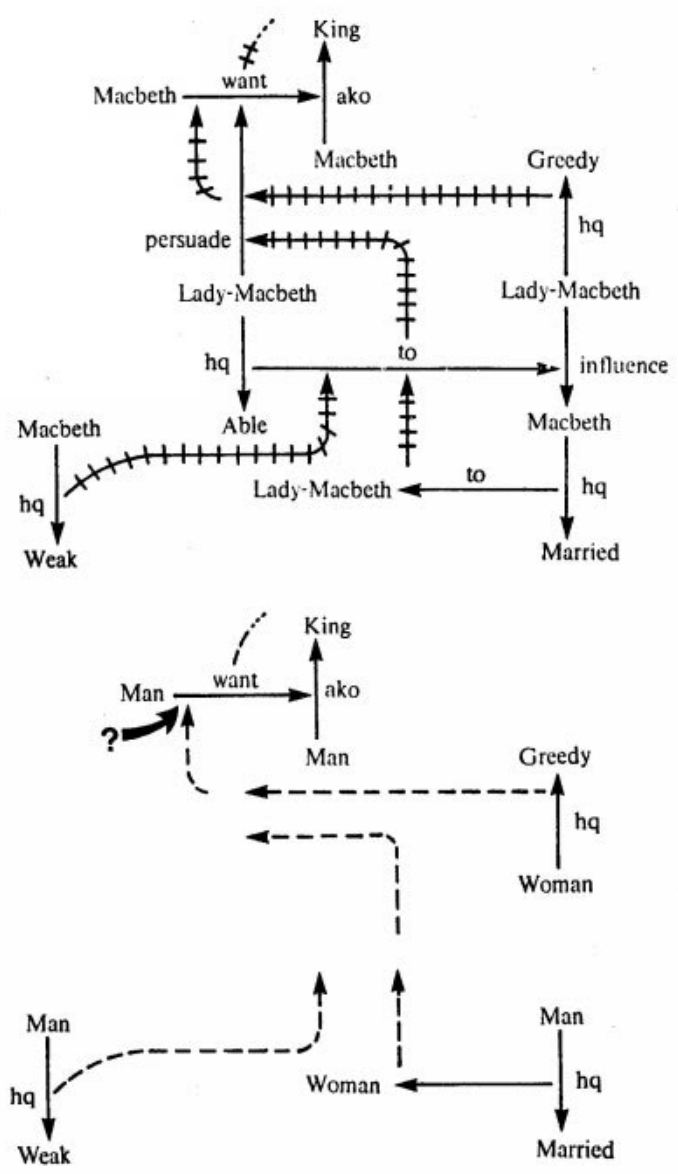 King
want
Macbeth
ako
Macbeth
Greedy
hq
persuade
Lady-Macbeth
Lady-Macbeth
to
hq
influence
Able
Macbeth
Macbeth
to
Lady-Macbeth
hq
hq
Weak
Married
King
want
Man
ako
?
Man
Greedy
hq
Woman
Man
Man
hq
Woman
hq
Weak
Married